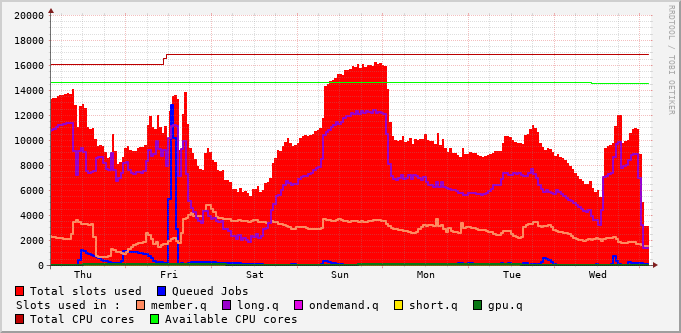 RRDTOOL / TOBI OETIKER
20000
18000
16000
14000
12000
10000
8000
6000
4000
2000
0
Thu Fri Sat Sun Mon Tue Wed
Total slots used Queued Jobs
Slots used in : member.q long.q ondemand.q short.q gpu.q
Total CPU cores Available CPU cores